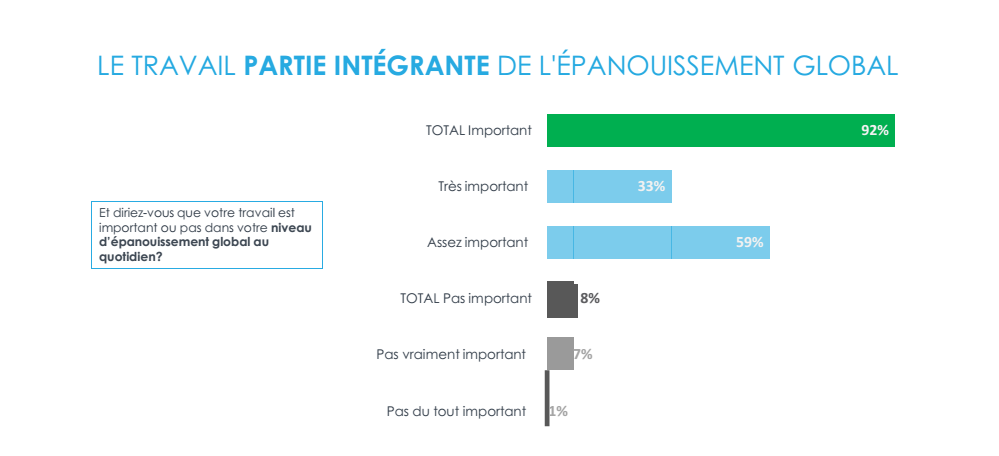 LE TRAVAIL PARTIE INTÉGRANTE DE L'ÉPANOUISSEMENT GLOBAL
TOTAL Important 92%
Très important 33%
Et diriez-vous que votre travail est
important ou pas dans votre niveau
d'épanouissement global au
quotidien?
Assez important 59%
TOTAL Pas important 8%
Pas vraiment important 7%
Pas du tout important 1%